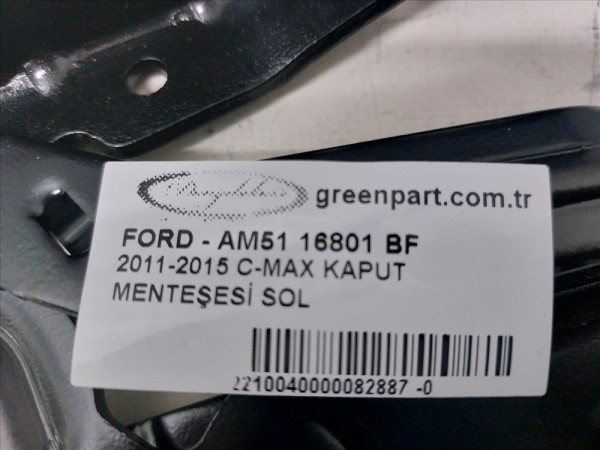 greenpart.com.tr
FORD - AM51 16801 BF
2011-2015 C-MAX KAPUT
MENTEŞESİ SOL
2210040000082887 -0